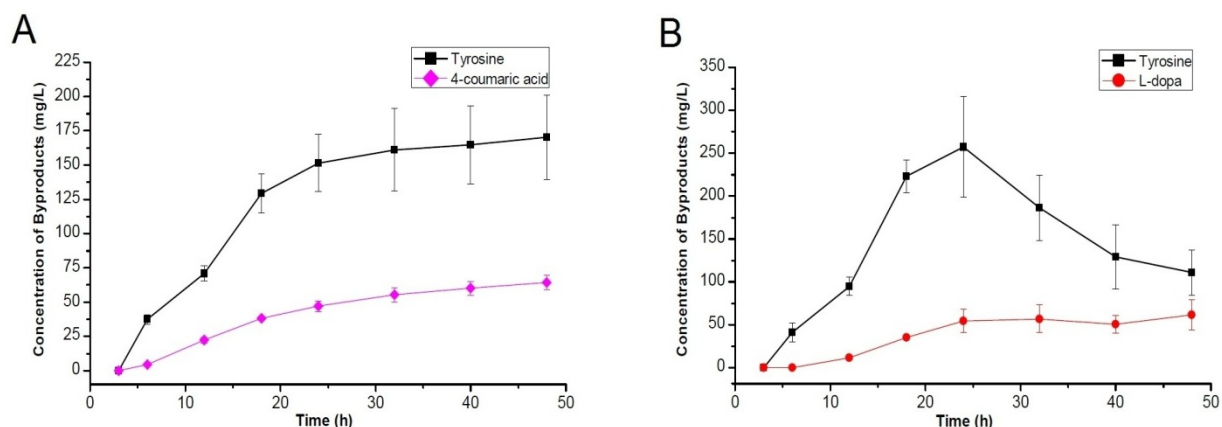 A
Tyrosine
4-coumaric acid
Concentration of Byproducts (mg/L)
225
200
175
150
125
100
75
50
25
0
0 10 20 30 40 50
Time (h)
B
Tyrosine
L-dopa
Concentration of Byproducts (mg/L)
350
300
250
200
150
100
50
0
0 10 20 30 40 50
Time (h)